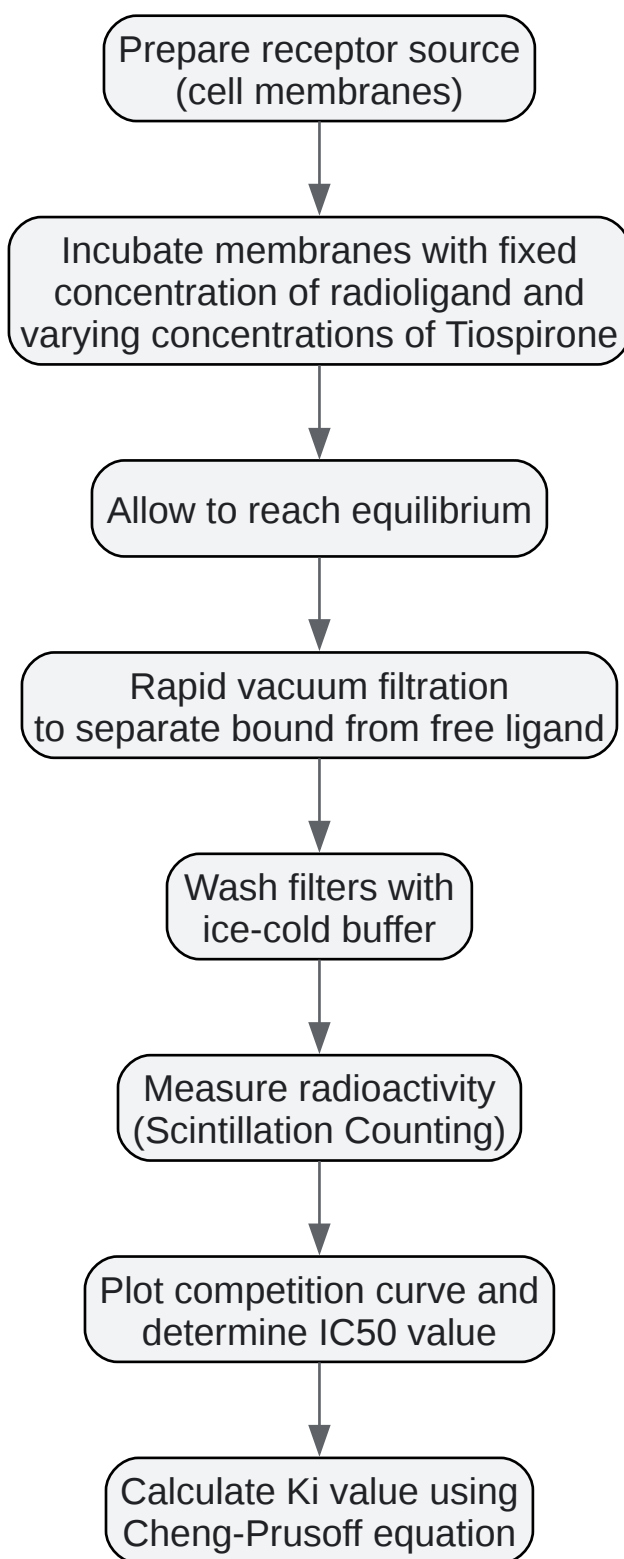 Prepare receptor source
(cell membranes)
Incubate membranes with fixed
concentration of radioligand and
varying concentrations of Tiospirone
Allow to reach equilibrium
Rapid vacuum filtration
to separate bound from free ligand
Wash filters with
ice-cold buffer
Measure radioactivity
(Scintillation Counting)
Plot competition curve and
determine IC50 value
Calculate Ki value using
Cheng-Prusoff equation